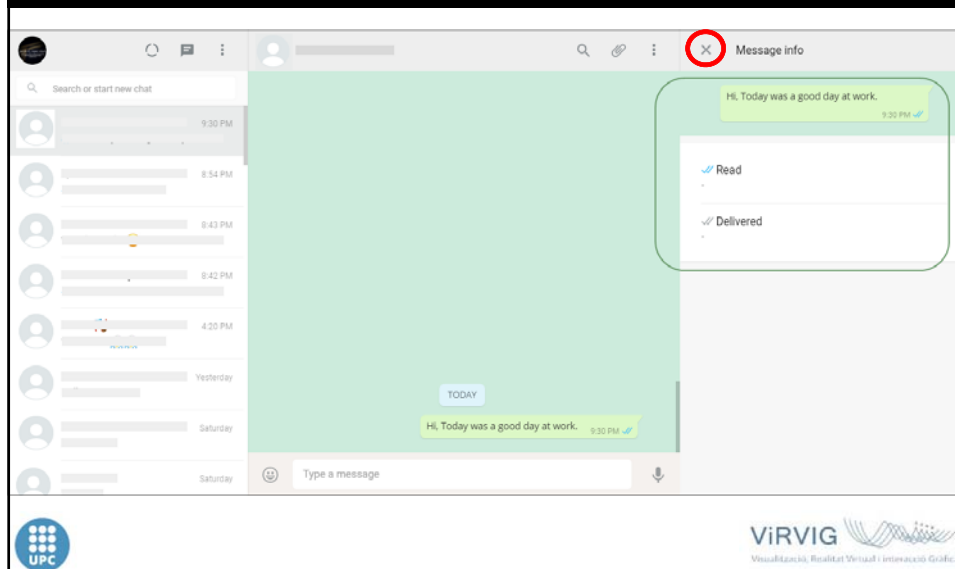 Message info
Search or start new chat
9:30 PM
8:54 PM
8:43 PM
8:42 PM
4:20 PM
Yesterday
Saturday
Saturday
TODAY
Hi, Today was a good day at work. 9:30 PM
Type a message
Hi, Today was a good day at work.
9:30 PM
Read
-
Delivered
-
UPC
ViRVIG
Visualització, Realitat Virtual i interacció Gràfic